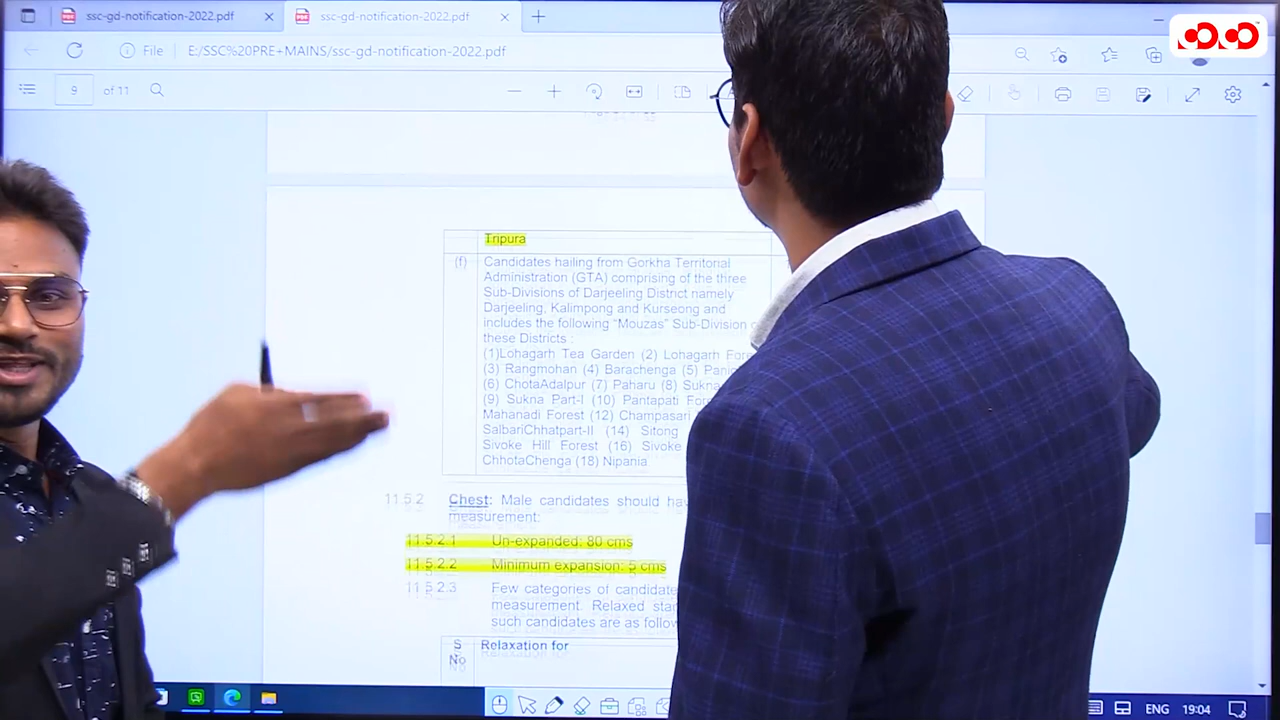 ssc-gd-notification-2022.pdf
ssc-gd-notification-2022.pdf
File
E:/SSC%20PRE+MAINS/ssc-gd-notification-2022.pdf
9 of 11
Tripura
(f) Candidates hailing from Gorkha Territorial
Administration (GTA) comprising of the three
Sub-Divisions of Darjeeling District namely
Darjeeling, Kalimpong and Kurseong and
includes the following "Mouzas" Sub-Division
these Districts :
(1)Lohagarh Tea Garden (2) Lohagarh
(3) Rangmohan (4) Barachenga (5)
(6) ChotaAdalpur (7) Paharu (8) Sukna
(9) Sukna Part-I (10) Pantapati
Mahanadi Forest (12) Champasari
SalbariChhatpart-II (14) Sitong
Sivoke Hill Forest (16) Sivoke
ChhotaChenga (18) Nipania
11.5.2 Chest: Male candidates should
measurement:
11.5.2.1 Un-expanded: 80 cms
11.5.2.2 Minimum expansion: 5 cms
11.5.2.3 Few categories of
measurement. Relaxed
such candidates are as
S Relaxation for
No
ENG 19:04